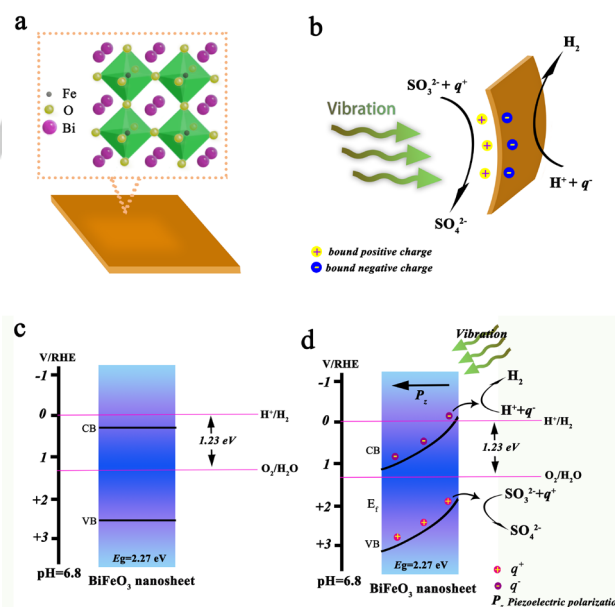 a
Fe
O
Bi
b
H₂
SO₃²⁻ + q⁺
Vibration
+
-
+
-
+
-
H⁺ + q⁻
SO₄²⁻
+ bound positive charge
- bound negative charge
c
V/RHE
-1
0
1
+2
+3
CB
VB
H⁺/H₂
1.23 eV
O₂/H₂O
Eg=2.27 eV
pH=6.8
BiFeO₃ nanosheet
d
Vibration
V/RHE
-1
0
1
+2
+3
P_z
H₂
H⁺+q⁻
H⁺/H₂
CB
1.23 eV
O₂/H₂O
E_f
SO₃²⁻+q⁺
VB
SO₄²⁻
Eg=2.27 eV
pH=6.8
BiFeO₃ nanosheet
q⁺
q⁻
P_z Piezoelectric polarizatio